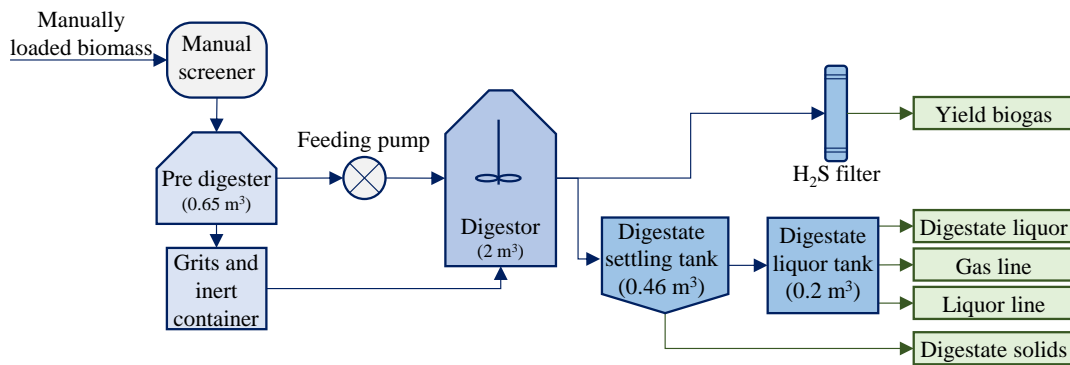 Manually
loaded biomass
Manual
screener
Feeding pump
Pre digester
(0.65 m³)
Grits and
inert
container
Digestor
(2 m³)
H₂S filter
Yield biogas
Digestate
settling tank
(0.46 m³)
Digestate
liquor tank
(0.2 m³)
Digestate liquor
Gas line
Liquor line
Digestate solids